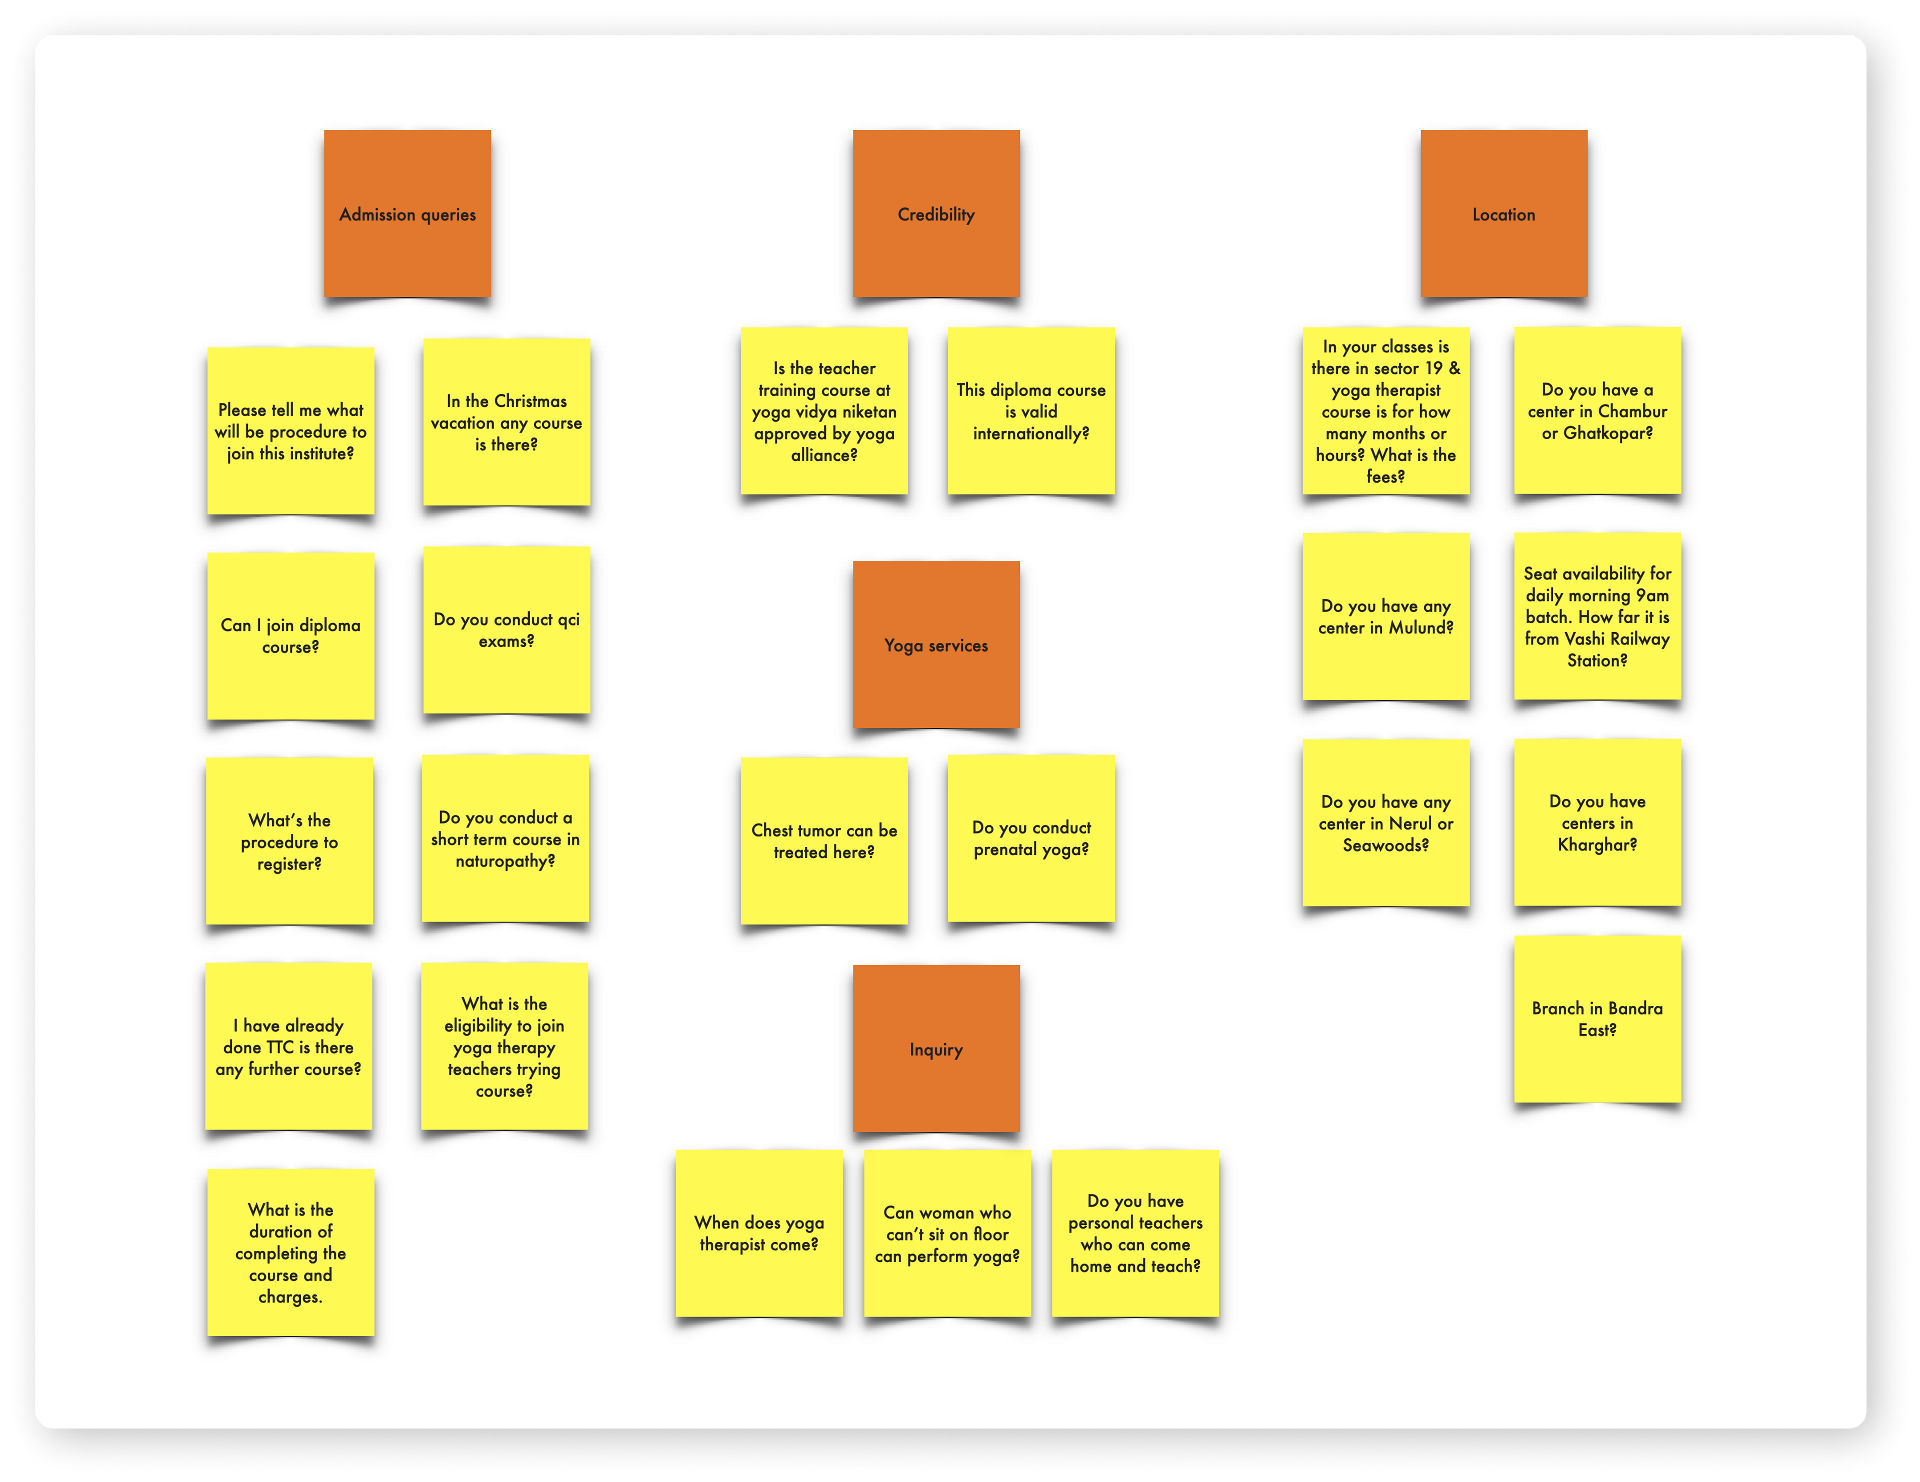 Admission queries
Please tell me what
will be procedure to
join this institute?
In the Christmas
vacation any course
is there?
Can I join diploma
course?
Do you conduct qci
exams?
What's the
procedure to
register?
Do you conduct a
short term course in
naturopathy?
I have already
done TTC is there
any further course?
What is the
eligibility to join
yoga therapy
teachers trying
course?
What is the
duration of
completing the
course and
charges.
Credibility
Is the teacher
training course at
yoga vidya niketan
approved by yoga
alliance?
This diploma course
is valid
internationally?
Yoga services
Chest tumor can be
treated here?
Do you conduct
prenatal yoga?
Inquiry
When does yoga
therapist come?
Can woman who
can't sit on floor
can perform yoga?
Do you have
personal teachers
who can come
home and teach?
Location
In your classes is
there in sector 19 &
yoga therapist
course is for how
many months or
hours? What is the
fees?
Do you have a
center in Chambur
or Ghatkopar?
Do you have any
center in Mulund?
Seat availability for
daily morning 9am
batch. How far it is
from Vashi Railway
Station?
Do you have any
center in Nerul or
Seawoods?
Do you have
centers in
Kharghar?
Branch in Bandra
East?